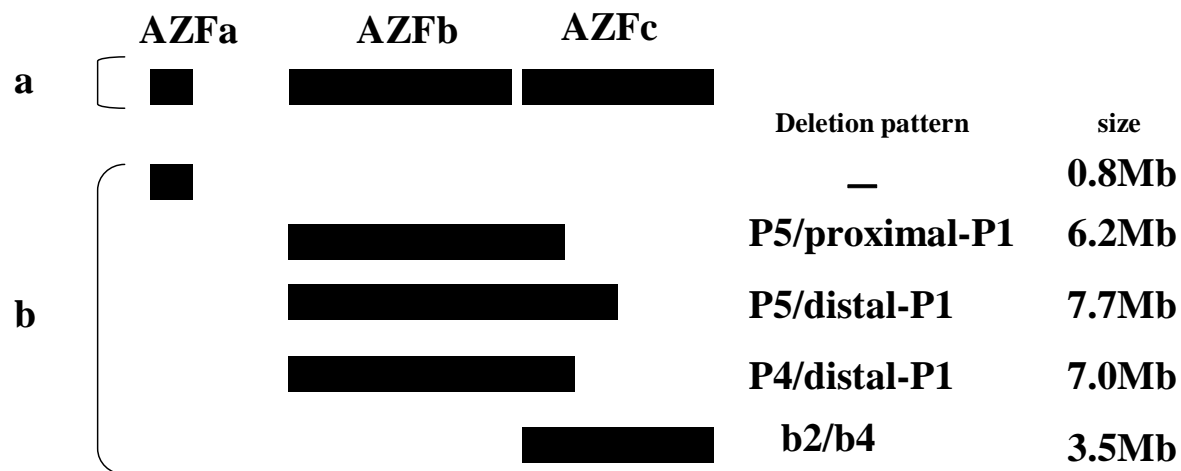 AZFa AZFb AZFc
a
Deletion pattern size
– 0.8Mb
P5/proximal-P1 6.2Mb
b
P5/distal-P1 7.7Mb
P4/distal-P1 7.0Mb
b2/b4 3.5Mb